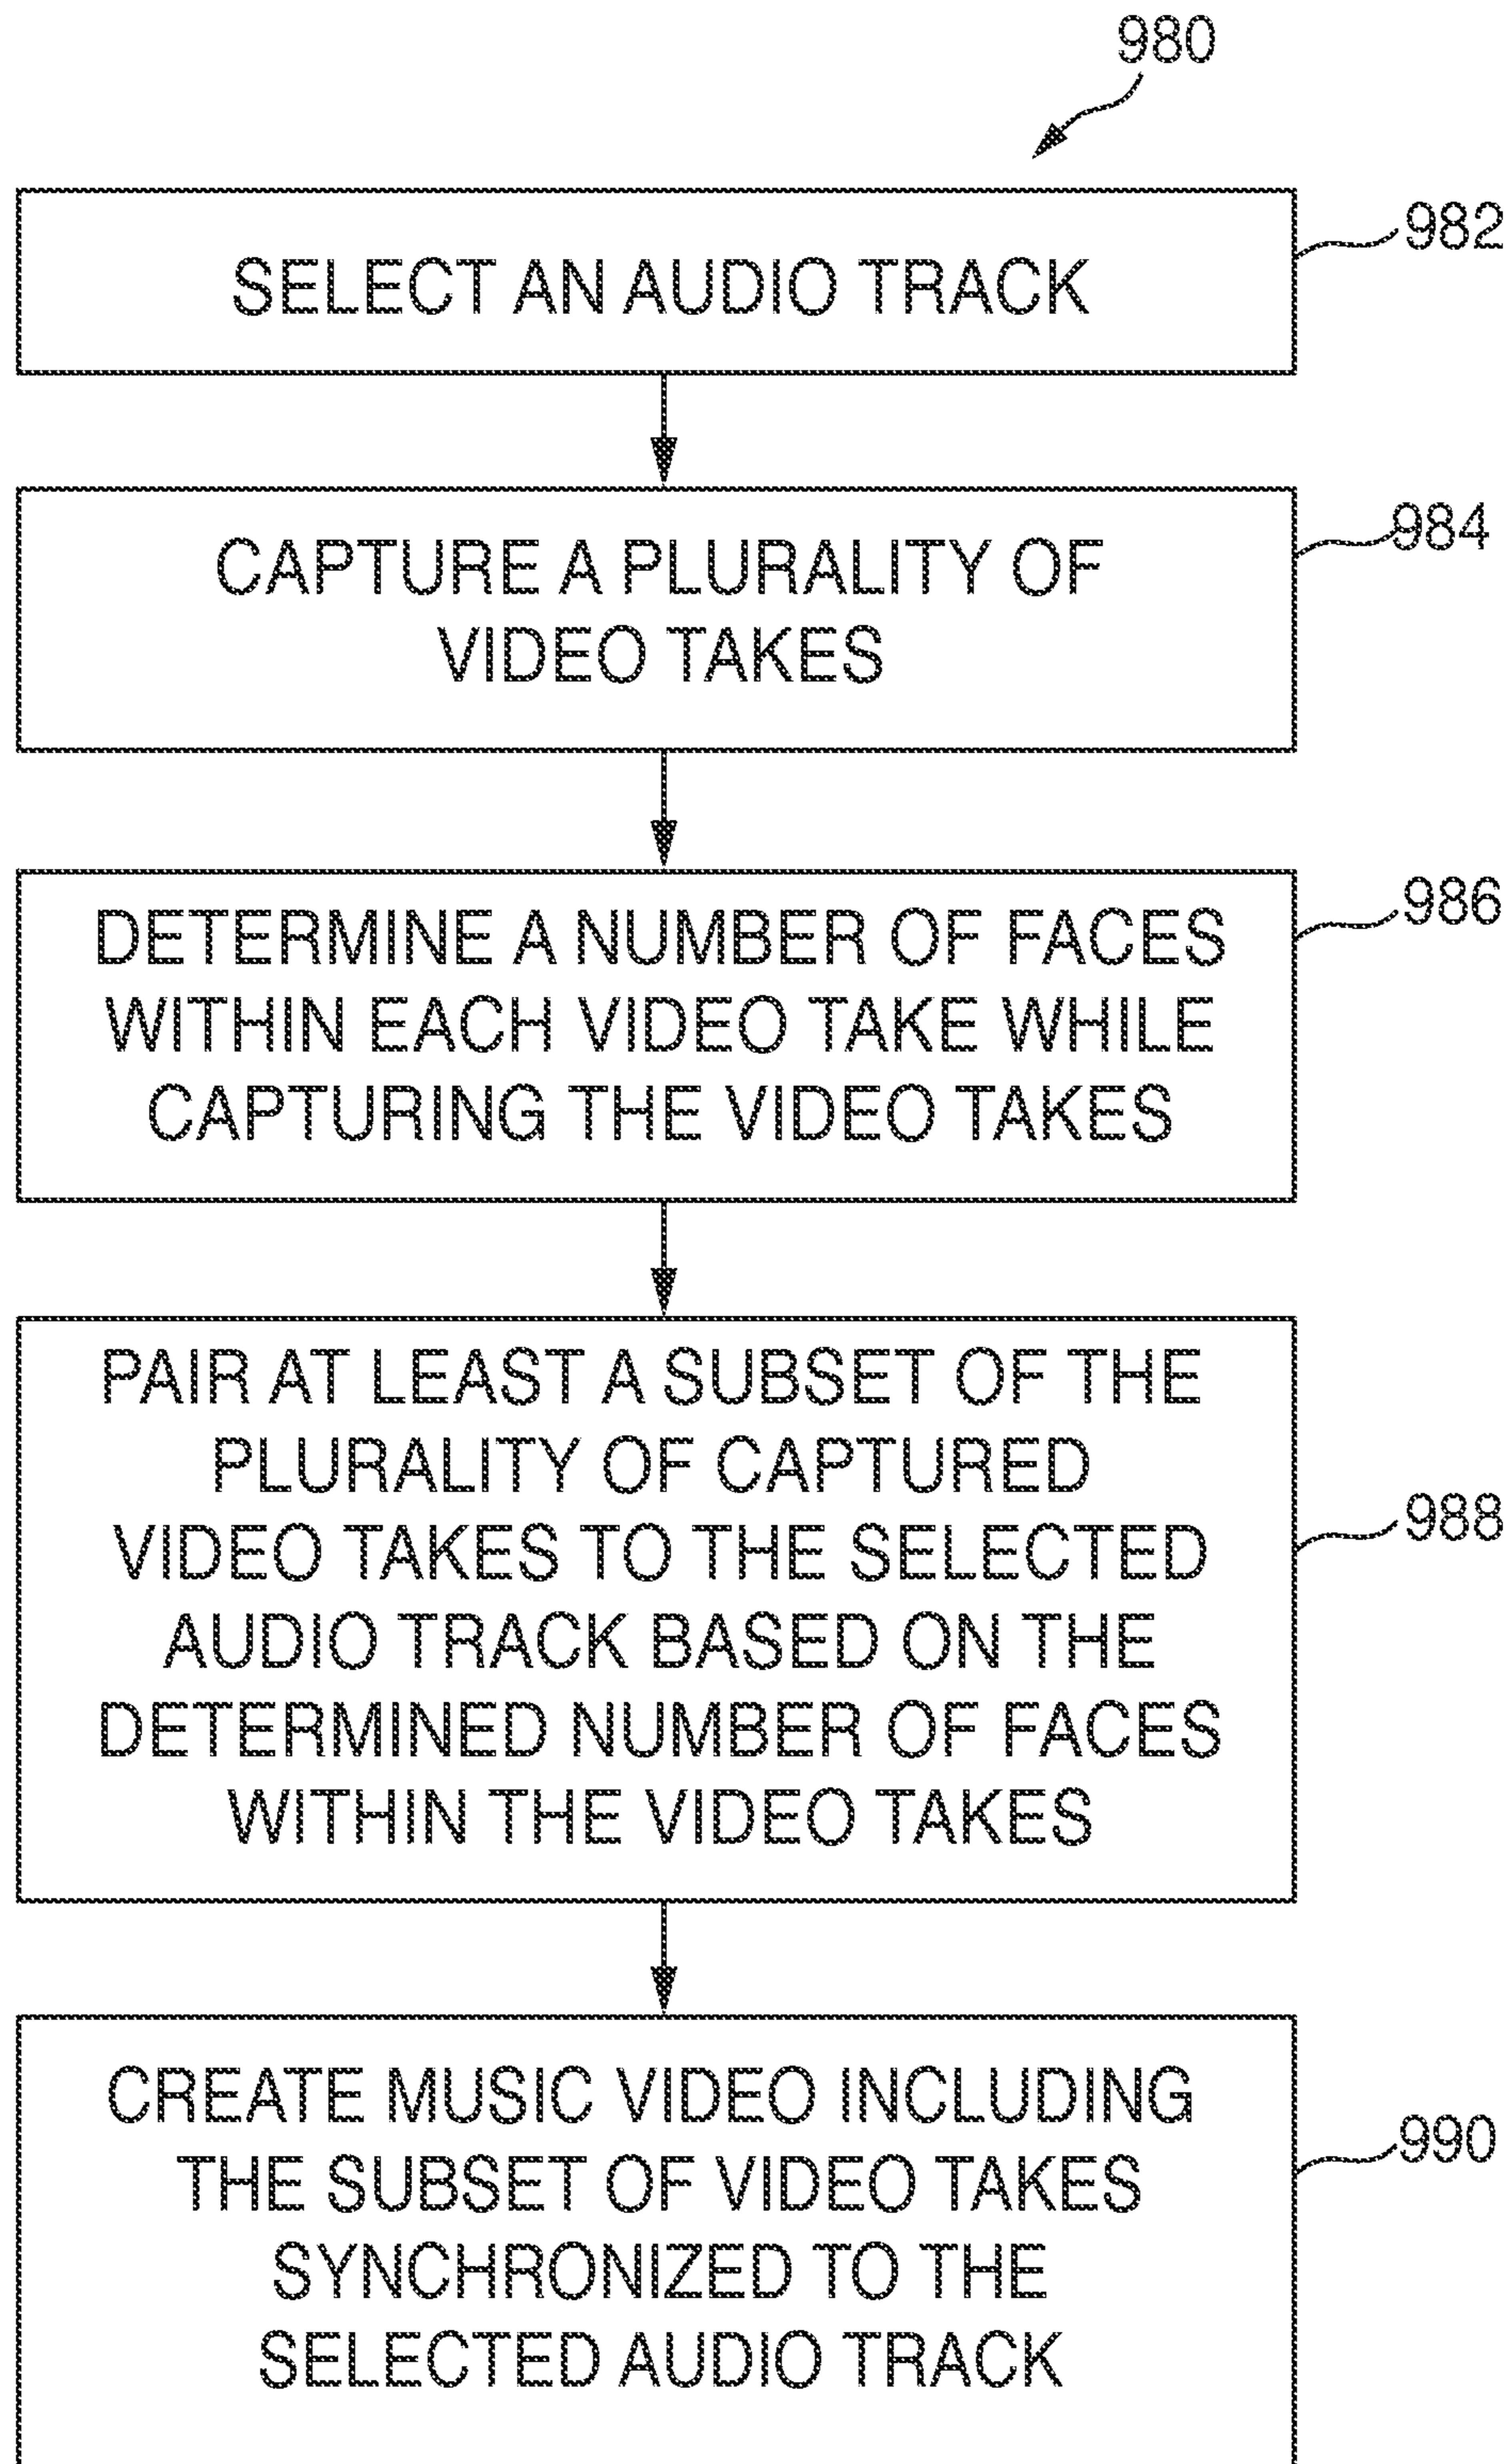 980
SELECT AN AUDIO TRACK
982
CAPTURE A PLURALITY OF
VIDEO TAKES
984
DETERMINE A NUMBER OF FACES
WITHIN EACH VIDEO TAKE WHILE
CAPTURING THE VIDEO TAKES
986
PAIR AT LEAST A SUBSET OF THE
PLURALITY OF CAPTURED
VIDEO TAKES TO THE SELECTED
AUDIO TRACK BASED ON THE
DETERMINED NUMBER OF FACES
WITHIN THE VIDEO TAKES
988
CREATE MUSIC VIDEO INCLUDING
THE SUBSET OF VIDEO TAKES
SYNCHRONIZED TO THE
SELECTED AUDIO TRACK
990